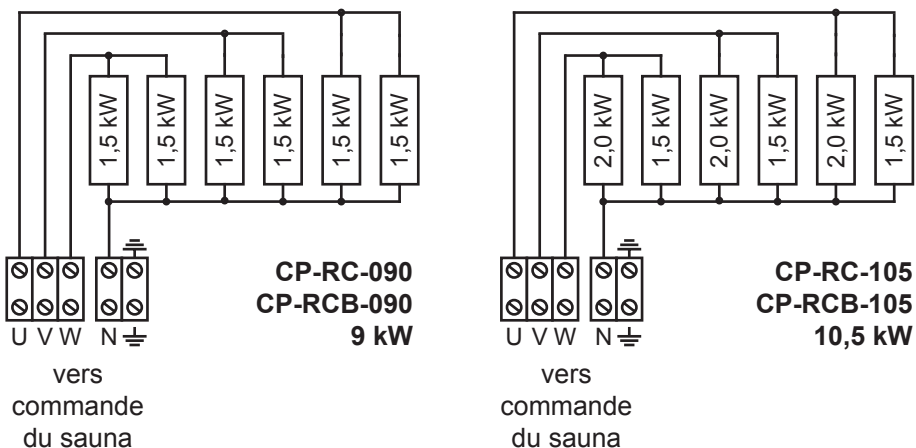 1,5 kW 1,5 kW 1,5 kW 1,5 kW 1,5 kW 1,5 kW
CP-RC-090
CP-RCB-090
9 kW
U V W N
vers
commande
du sauna
2,0 kW 1,5 kW 2,0 kW 1,5 kW 2,0 kW 1,5 kW
CP-RC-105
CP-RCB-105
10,5 kW
U V W N
vers
commande
du sauna